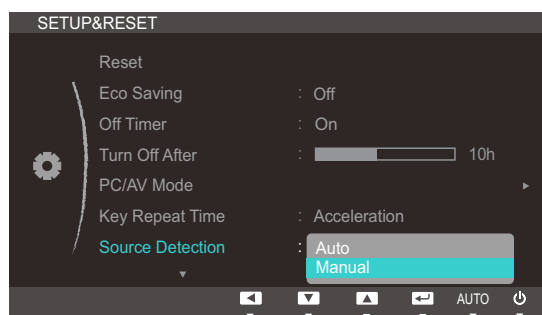 SETUP&RESET
Reset
Eco Saving : Off
Off Timer : On
Turn Off After : 10h
PC/AV Mode
Key Repeat Time : Acceleration
Source Detection : Auto
Manual
AUTO